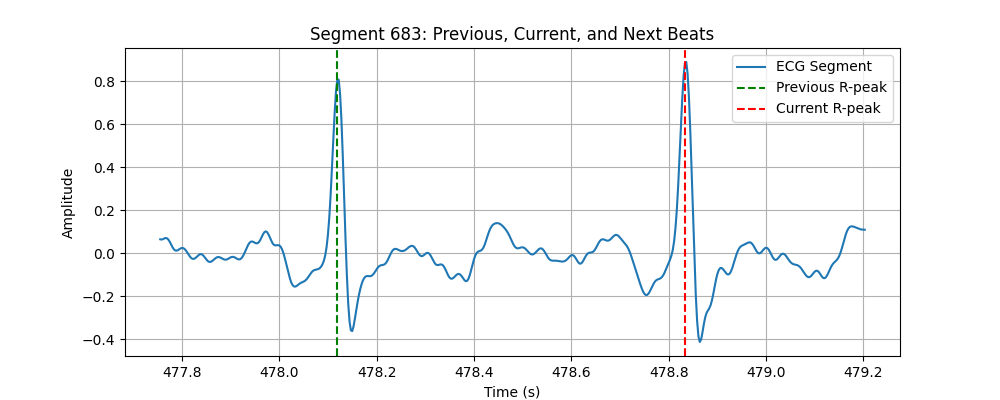 Segment 683: Previous, Current, and Next Beats
ECG Segment
Previous R-peak
Current R-peak
Amplitude
0.8
0.6
0.4
0.2
0.0
−0.2
−0.4
477.8 478.0 478.2 478.4 478.6 478.8 479.0 479.2
Time (s)